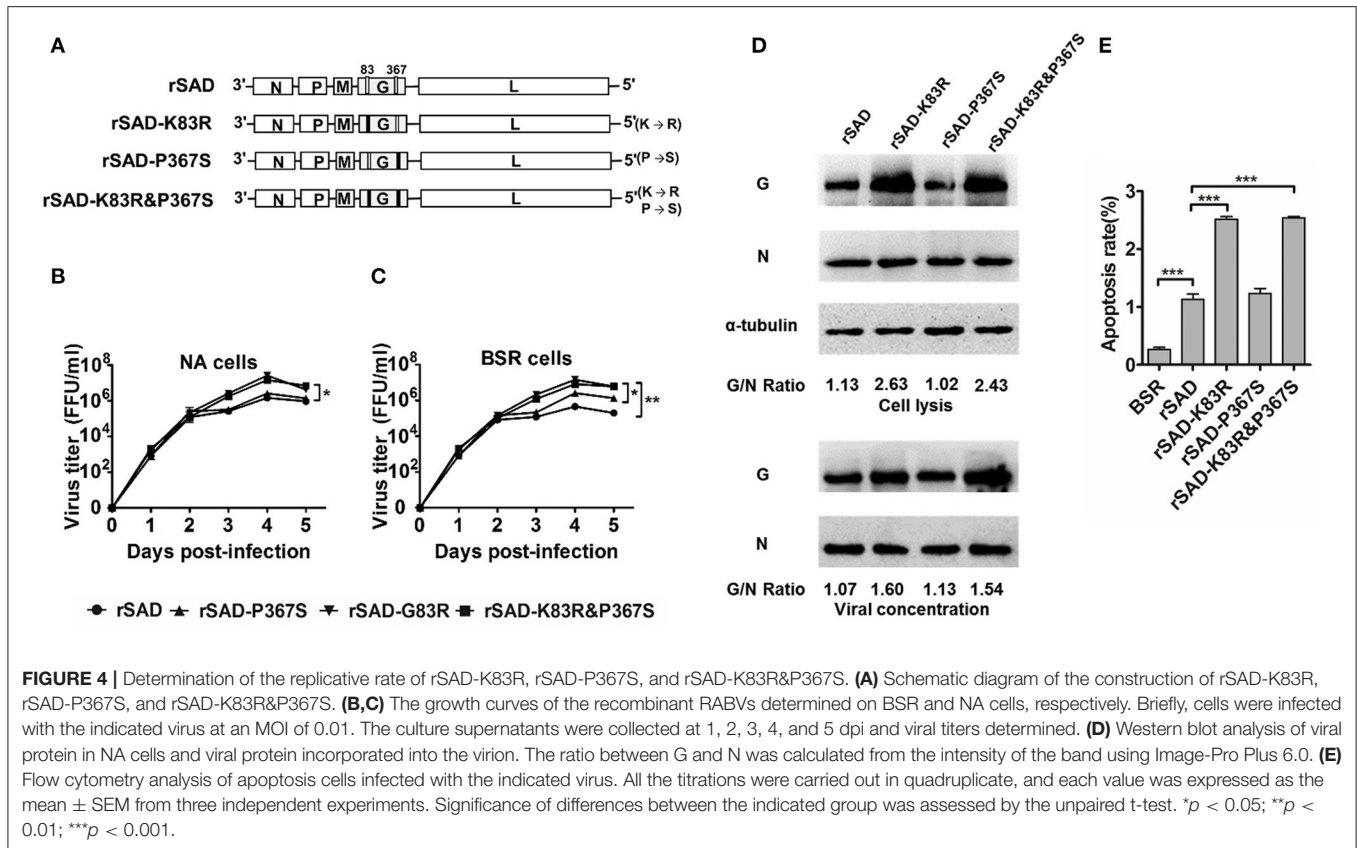 A
83 367
rSAD 3' N P M G L 5'
rSAD-K83R 3' N P M G L 5'(K → R)
rSAD-P367S 3' N P M G L 5'(P → S)
rSAD-K83R&P367S 3' N P M G L 5'(K → R
P → S)
B
NA cells
Virus titer (FFU/ml)
10^8
10^6
10^4
10^2
0
0 1 2 3 4 5
Days post-infection
*
C
BSR cells
Virus titer (FFU/ml)
10^8
10^6
10^4
10^2
0
0 1 2 3 4 5
Days post-infection
* **
rSAD rSAD-P367S rSAD-G83R rSAD-K83R&P367S
D
rSAD rSAD-K83R rSAD-P367S rSAD-K83R&P367S
G
N
α-tubulin
G/N Ratio 1.13 2.63 1.02 2.43
Cell lysis
G
N
G/N Ratio 1.07 1.60 1.13 1.54
Viral concentration
E
Apoptosis rate(%)
3
2
1
0
*** *** ***
BSR rSAD rSAD-K83R rSAD-P367S rSAD-K83R&P367S
FIGURE 4 | Determination of the replicative rate of rSAD-K83R, rSAD-P367S, and rSAD-K83R&P367S. (A) Schematic diagram of the construction of rSAD-K83R,
rSAD-P367S, and rSAD-K83R&P367S. (B,C) The growth curves of the recombinant RABVs determined on BSR and NA cells, respectively. Briefly, cells were infected
with the indicated virus at an MOI of 0.01. The culture supernatants were collected at 1, 2, 3, 4, and 5 dpi and viral titers determined. (D) Western blot analysis of viral
protein in NA cells and viral protein incorporated into the virion. The ratio between G and N was calculated from the intensity of the band using Image-Pro Plus 6.0. (E)
Flow cytometry analysis of apoptosis cells infected with the indicated virus. All the titrations were carried out in quadruplicate, and each value was expressed as the
mean ± SEM from three independent experiments. Significance of differences between the indicated group was assessed by the unpaired t-test. *p < 0.05; **p <
0.01; ***p < 0.001.